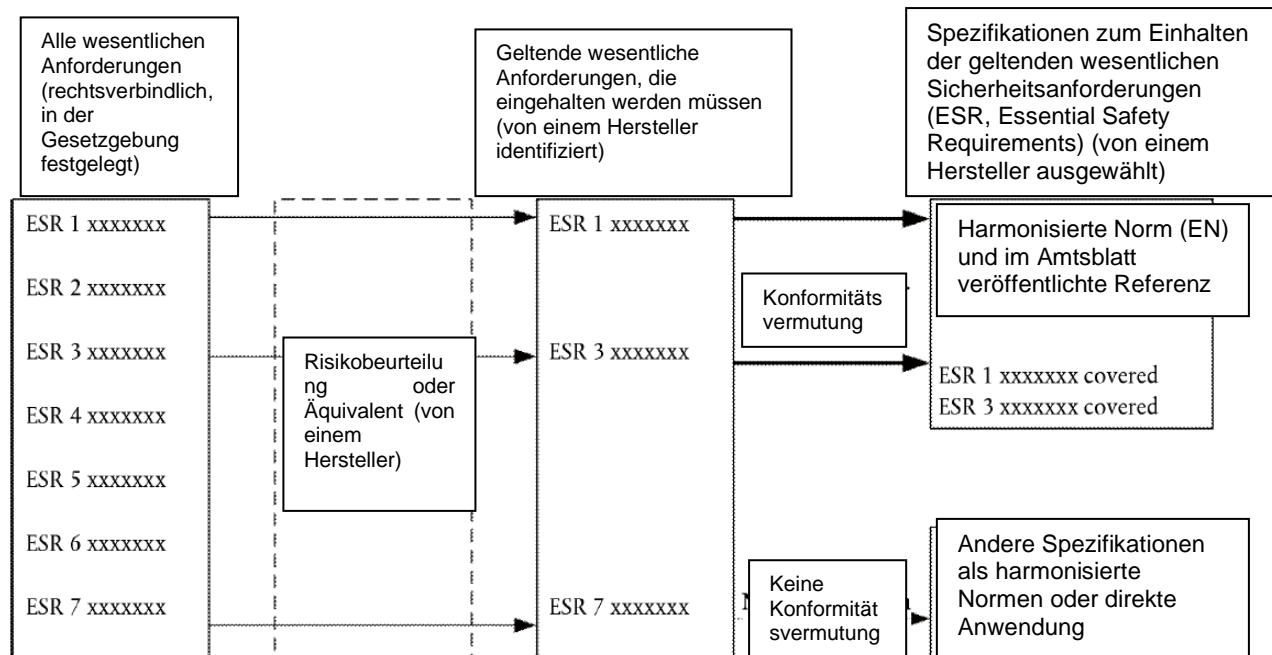 Alle wesentlichen
Anforderungen
(rechtsverbindlich,
in der
Gesetzgebung
festgelegt)
Geltende wesentliche
Anforderungen, die
eingehalten werden müssen
(von einem Hersteller
identifiziert)
Spezifikationen zum Einhalten
der geltenden wesentlichen
Sicherheitsanforderungen
(ESR, Essential Safety
Requirements) (von einem
Hersteller ausgewählt)
ESR 1 xxxxxxx
ESR 2 xxxxxxx
ESR 3 xxxxxxx
ESR 4 xxxxxxx
ESR 5 xxxxxxx
ESR 6 xxxxxxx
ESR 7 xxxxxxx
Risikobeurteilu
ng oder
Äquivalent (von
einem
Hersteller)
ESR 1 xxxxxxx
ESR 3 xxxxxxx
ESR 7 xxxxxxx
Konformitäts
vermutung
Keine
Konformität
svermutung
Harmonisierte Norm (EN)
und im Amtsblatt
veröffentlichte Referenz
ESR 1 xxxxxxx covered
ESR 3 xxxxxxx covered
Andere Spezifikationen
als harmonisierte
Normen oder direkte
Anwendung